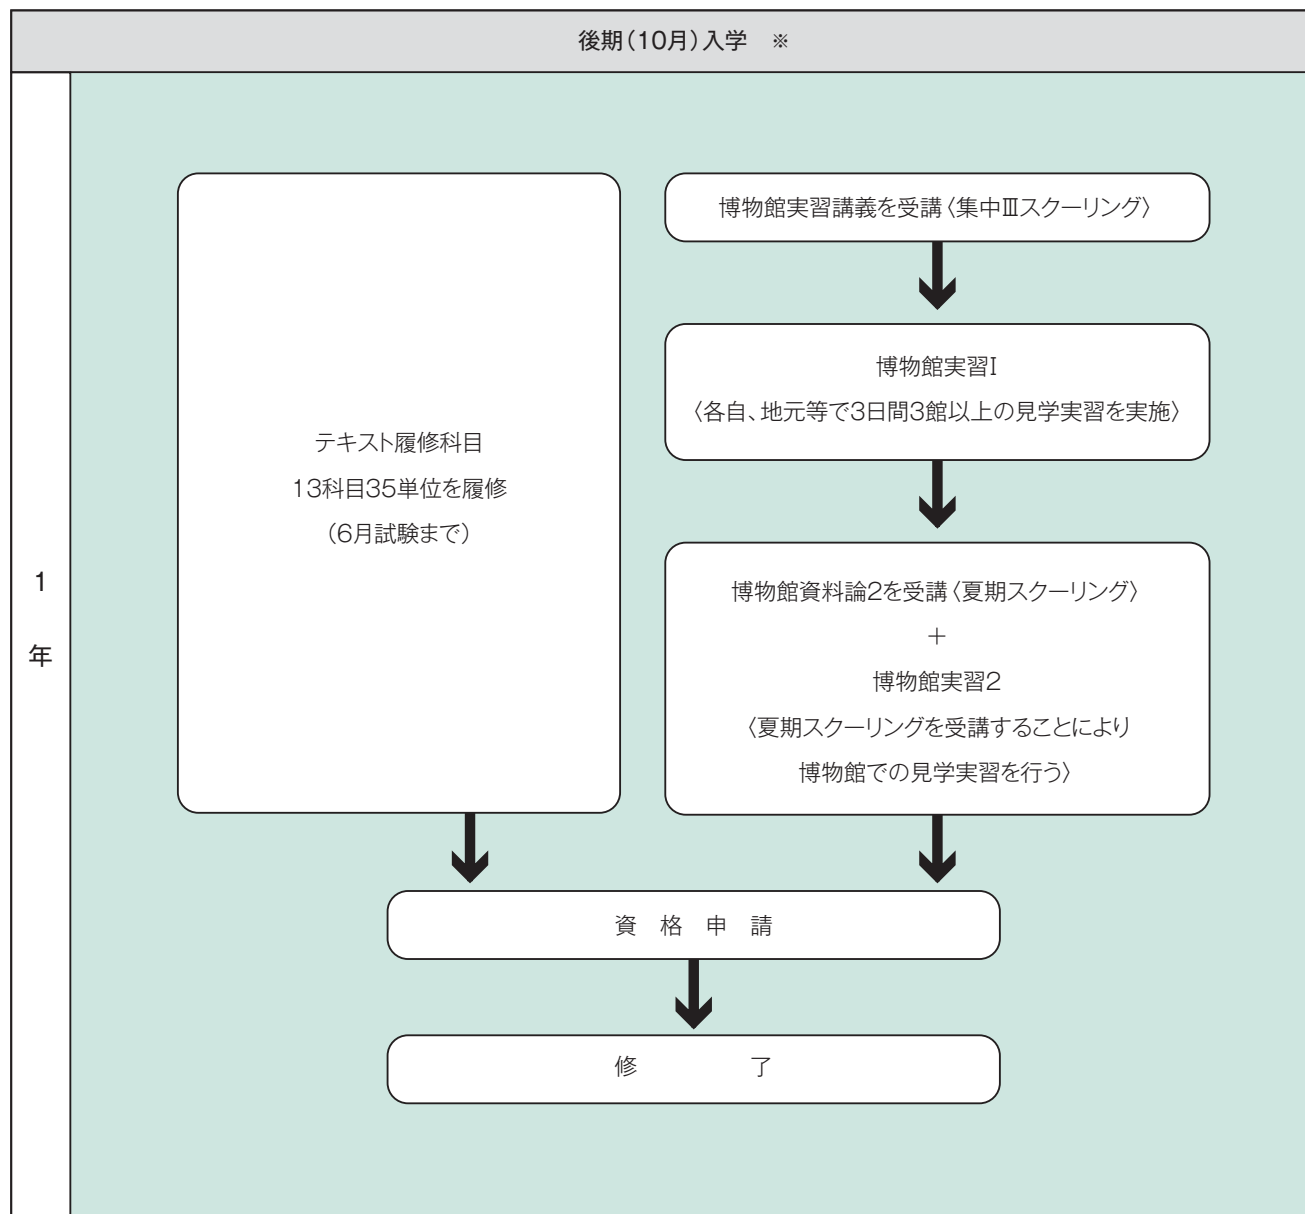 後期（10月）入学　※
1
年
テキスト履修科目
13科目35単位を履修
（6月試験まで）
博物館実習講義を受講〈集中Ⅲスクーリング〉
博物館実習Ⅰ
〈各自、地元等で3日間3館以上の見学実習を実施〉
博物館資料論2を受講〈夏期スクーリング〉
＋
博物館実習2
〈夏期スクーリングを受講することにより
博物館での見学実習を行う〉
資　格　申　請
修　　　　　了